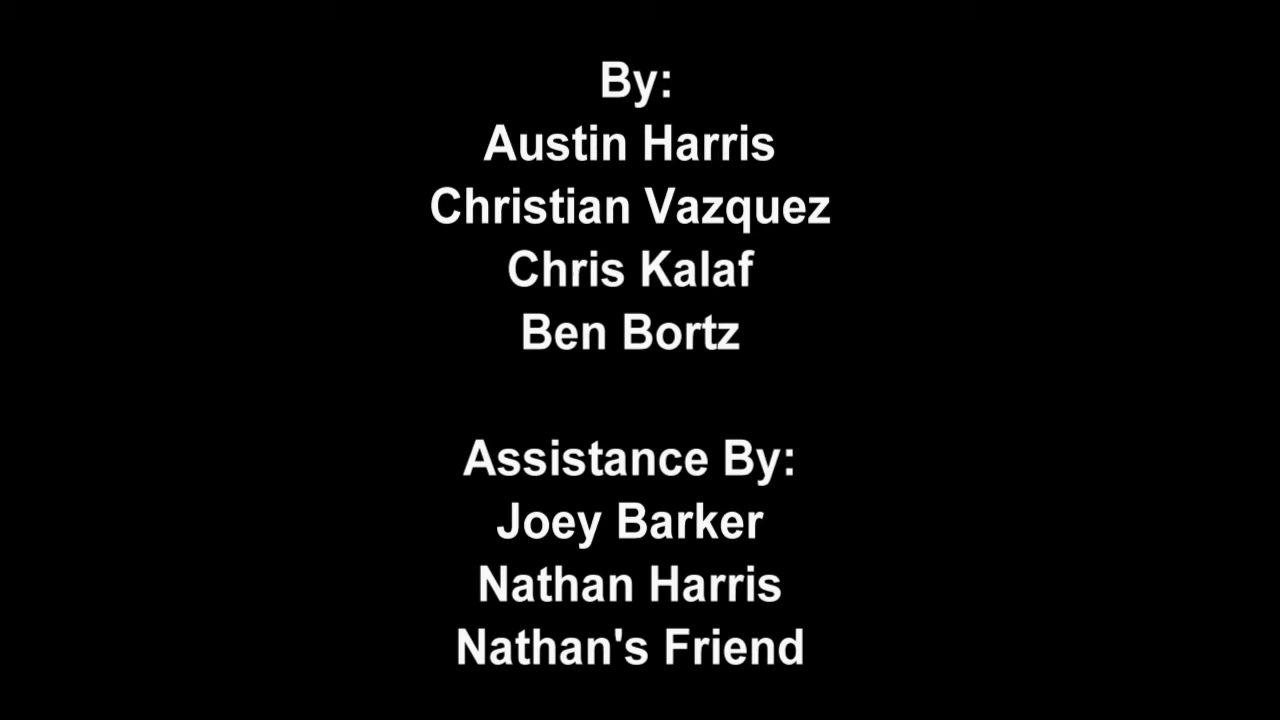 By:
Austin Harris
Christian Vazquez
Chris Kalaf
Ben Bortz
Assistance By:
Joey Barker
Nathan Harris
Nathan's Friend